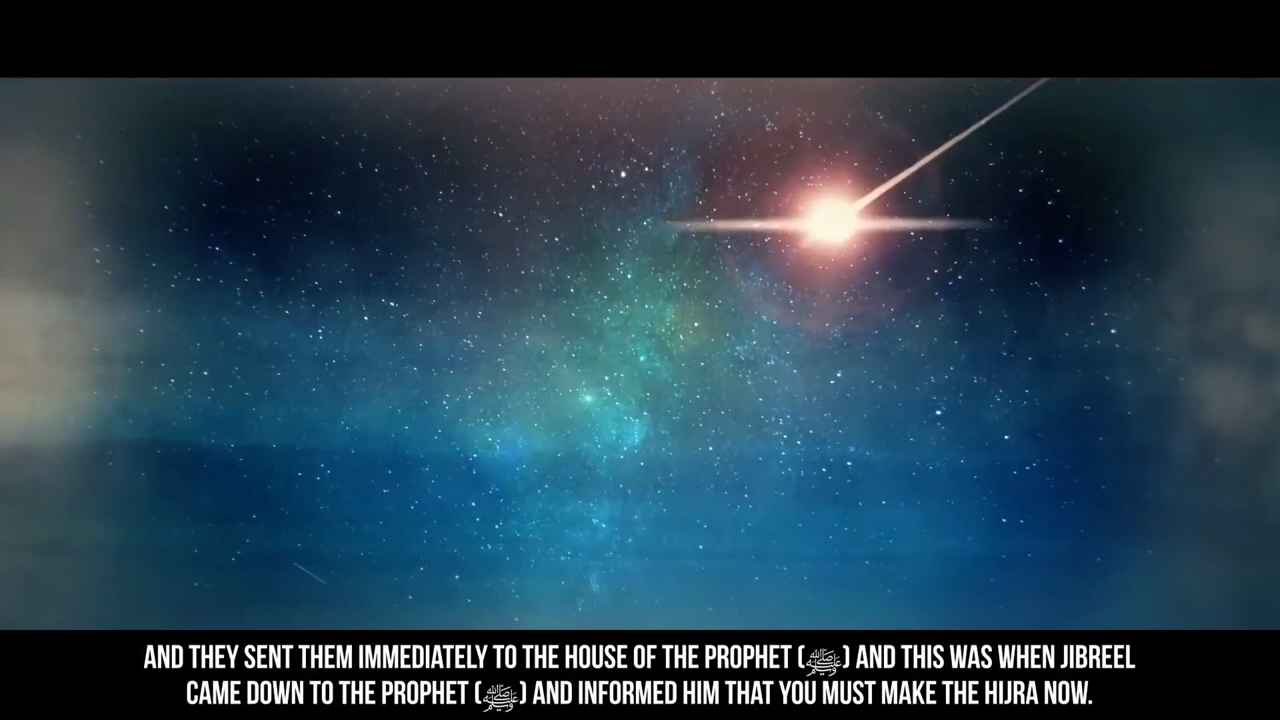 AND THEY SENT THEM IMMEDIATELY TO THE HOUSE OF THE PROPHET (ﷺ) AND THIS WAS WHEN JIBREEL
CAME DOWN TO THE PROPHET (ﷺ) AND INFORMED HIM THAT YOU MUST MAKE THE HIJRA NOW.